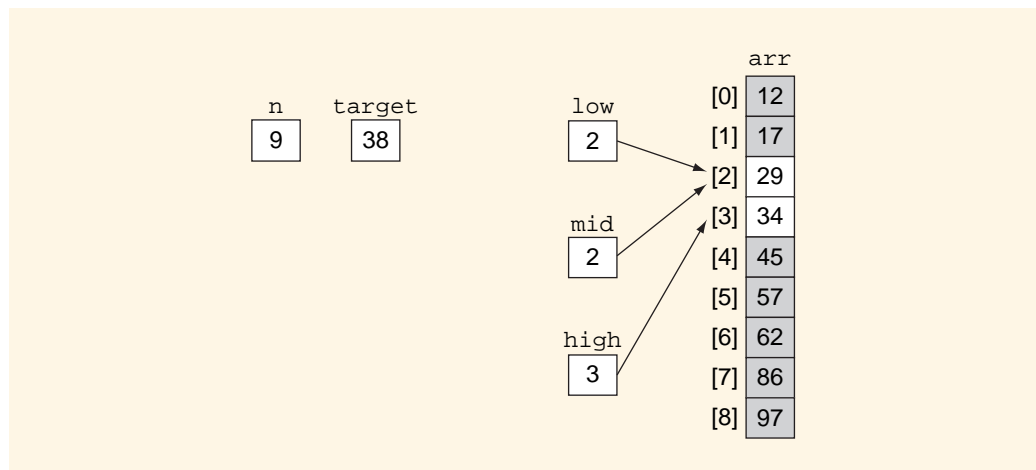 arr
n target low
9 38 2
mid
2
high
3
[0] 12
[1] 17
[2] 29
[3] 34
[4] 45
[5] 57
[6] 62
[7] 86
[8] 97